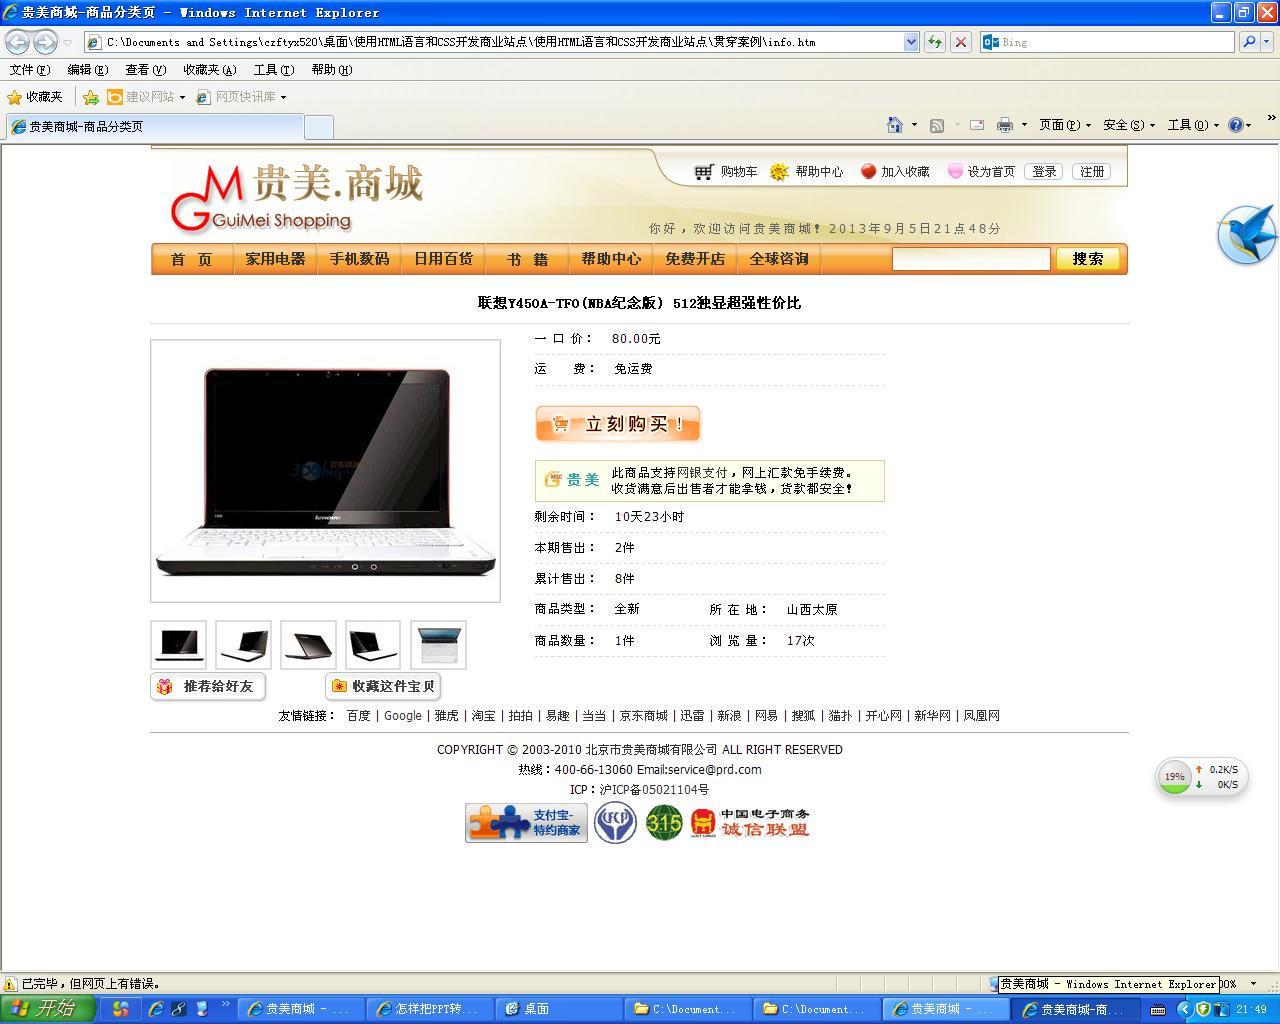 贵美商城-商品分类页 - Windows Internet Explorer
C:\Documents and Settings\czftyx520\桌面\使用HTML语言和CSS开发商业站点\使用HTML语言和CSS开发商业站点\贯穿案例\info.htm
Bing
文件(F) 编辑(E) 查看(V) 收藏夹(A) 工具(T) 帮助(H)
收藏夹 建议网站 网页快讯库
贵美商城-商品分类页
页面(P) 安全(S) 工具(O)
GM 贵美.商城
GuiMei Shopping
购物车 帮助中心 加入收藏 设为首页 登录 注册
你好，欢迎访问贵美商城！2013年9月5日21点48分
首 页 家用电器 手机数码 日用百货 书 籍 帮助中心 免费开店 全球咨询 搜索
联想Y450A-TFO(NBA纪念版) 512独显超强性价比
一 口 价： 80.00元
运 费： 免运费
立刻购买！
贵美
此商品支持网银支付，网上汇款免手续费。
收货满意后出售者才能拿钱，货款都安全！
剩余时间： 10天23小时
本期售出： 2件
累计售出： 8件
商品类型： 全新 所 在 地： 山西太原
商品数量： 1件 浏 览 量： 17次
lenovo
推荐给好友 收藏这件宝贝
友情链接： 百度 | Google | 雅虎 | 淘宝 | 拍拍 | 易趣 | 当当 | 京东商城 | 迅雷 | 新浪 | 网易 | 搜狐 | 猫扑 | 开心网 | 新华网 | 凤凰网
COPYRIGHT © 2003-2010 北京市贵美商城有限公司 ALL RIGHT RESERVED
热线：400-66-13060 Email:service@prd.com
ICP：沪ICP备05021104号
支付宝-
特约商家
315
中国电子商务
诚信联盟
19% 0.2K/S
0K/S
已完毕，但网页上有错误。
贵美商城 - Windows Internet Explorer
开始 贵美商城 - ... 怎样把PPT转... 桌面 C:\Document... C:\Document... 贵美商城 - ... 贵美商城-商... 21:49